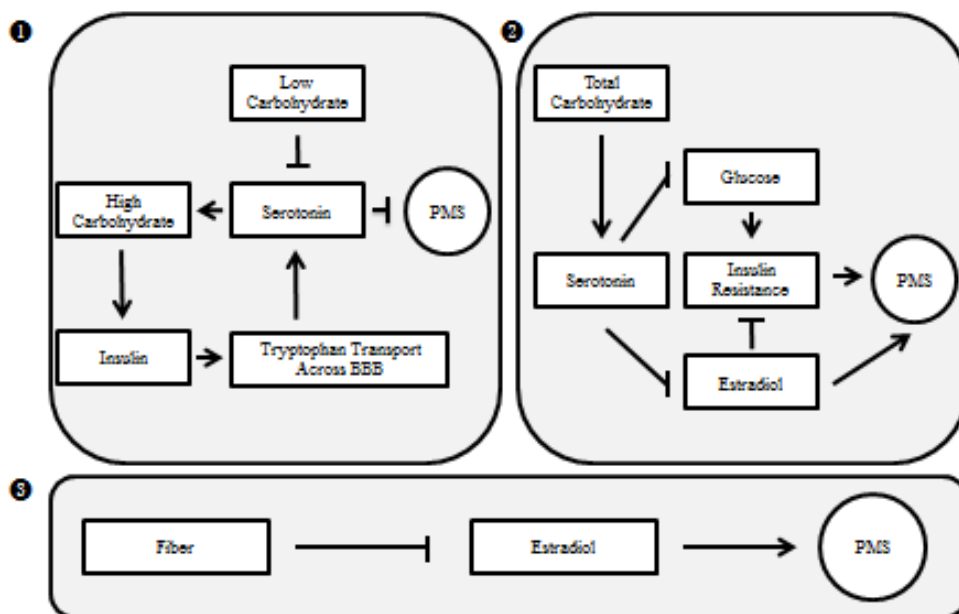 ❶
Low
Carbohydrate
High
Carbohydrate
Serotonin
PMS
Insulin
Tryptophan Transport
Across BBB
❷
Total
Carbohydrate
Glucose
Serotonin
Insulin
Resistance
PMS
Estradiol
❸
Fiber
Estradiol
PMS